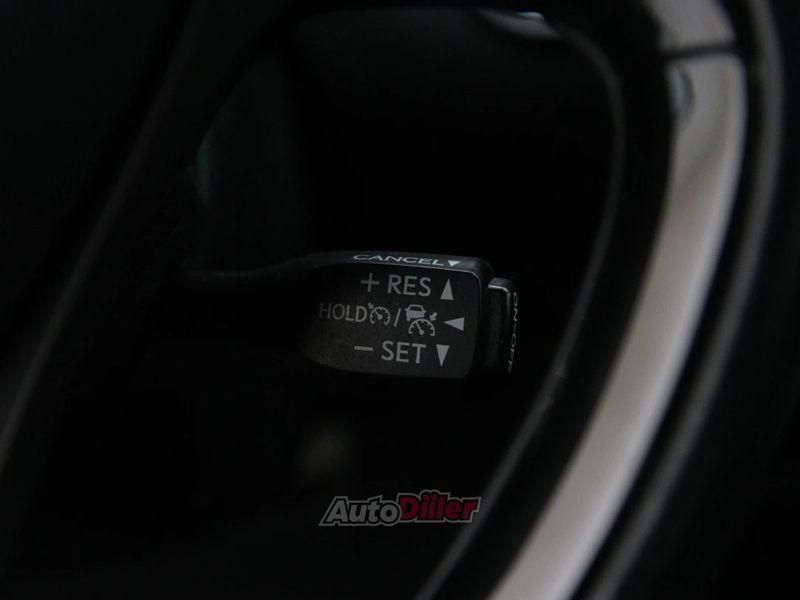 CANCEL▼
+ RES ▲
HOLD / ◄
− SET ▼
ON-OFF
AutoDiiler